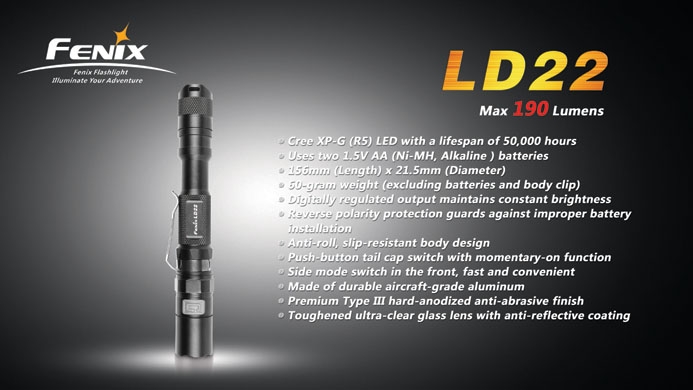 FENIX
Fenix Flashlight
Illuminate Your Adventure
LD22
Max 190 Lumens
Cree XP-G (R5) LED with a lifespan of 50,000 hours
Uses two 1.5V AA (Ni-MH, Alkaline ) batteries
156mm (Length) x 21.5mm (Diameter)
60-gram weight (excluding batteries and body clip)
Digitally regulated output maintains constant brightness
Reverse polarity protection guards against improper battery
installation
Anti-roll, slip-resistant body design
Push-button tail cap switch with momentary-on function
Side mode switch in the front, fast and convenient
Made of durable aircraft-grade aluminum
Premium Type III hard-anodized anti-abrasive finish
Toughened ultra-clear glass lens with anti-reflective coating
Fenix LD22